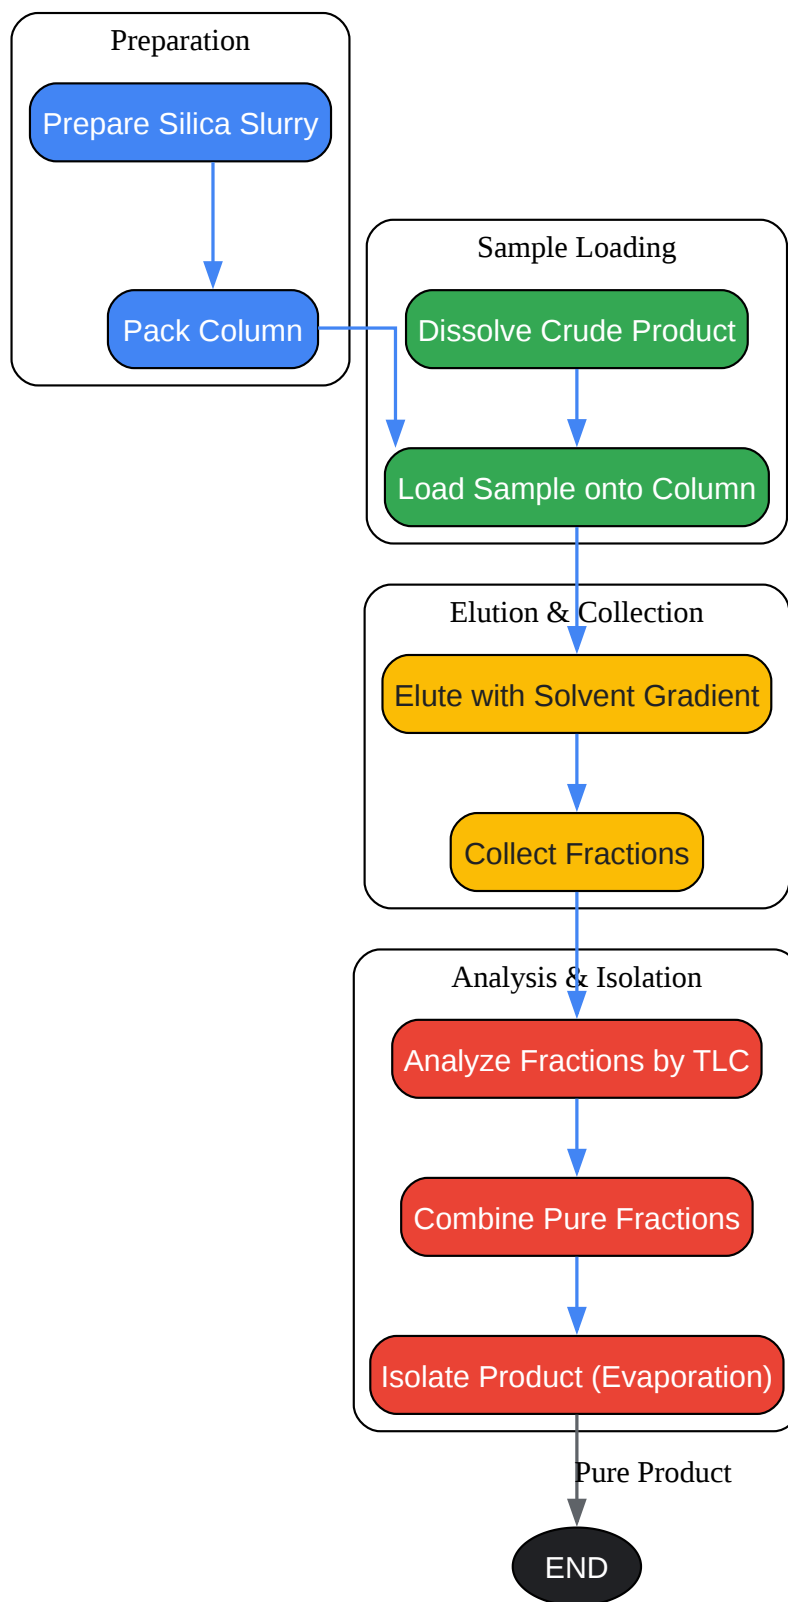 Preparation
Prepare Silica Slurry
Pack Column
Sample Loading
Dissolve Crude Product
Load Sample onto Column
Elution & Collection
Elute with Solvent Gradient
Collect Fractions
Analysis & Isolation
Analyze Fractions by TLC
Combine Pure Fractions
Isolate Product (Evaporation)
Pure Product
END